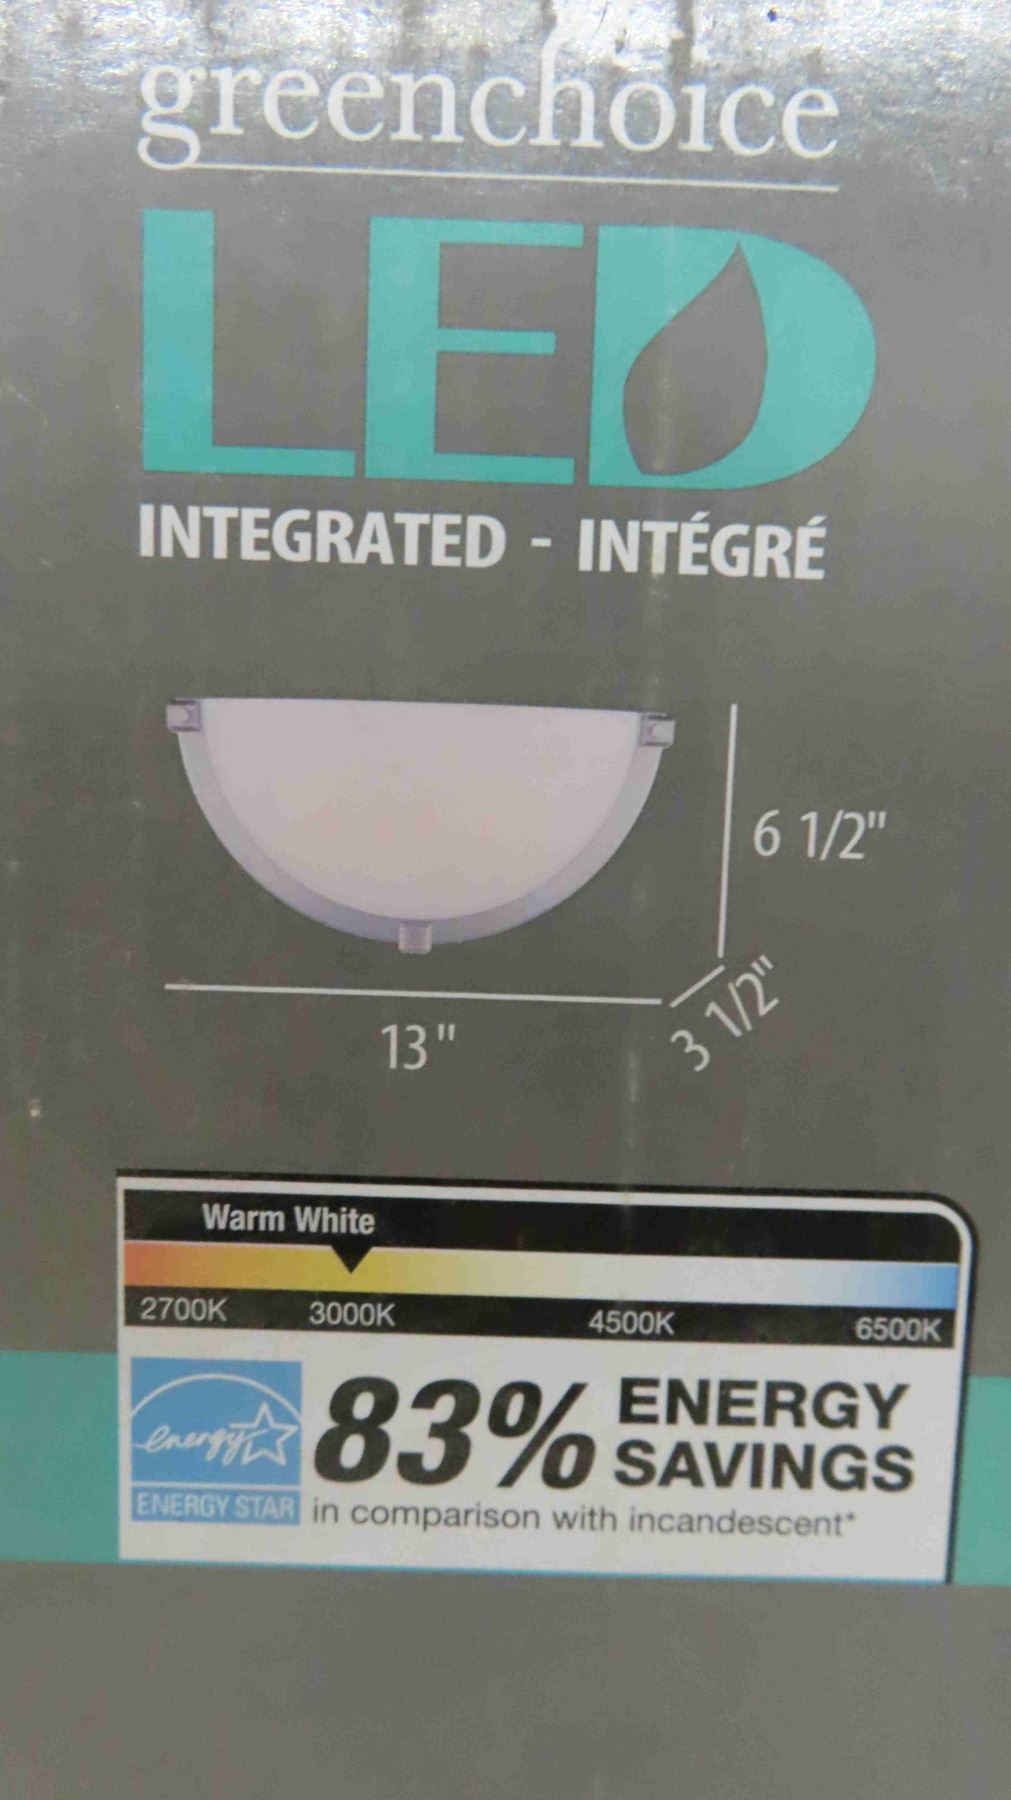 greenchoice
LED
INTEGRATED - INTÉGRÉ
6 1/2"
3 1/2"
13"
Warm White
2700K 3000K 4500K 6500K
energy
ENERGY STAR
83% ENERGY SAVINGS
in comparison with incandescent*